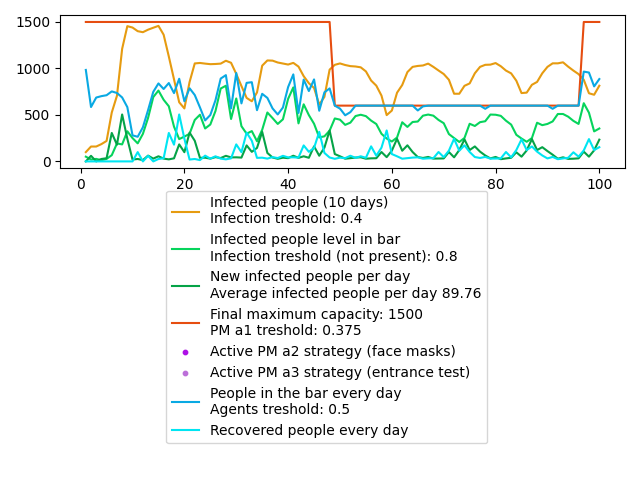 1500
1000
500
0
0
20
40
60
80
100
Infected people (10 days)
Infection treshold: 0.4
Infected people level in bar
Infection treshold (not present): 0.8
New infected people per day
Average infected people per day 89.76
Final maximum capacity: 1500
PM a1 treshold: 0.375
Active PM a2 strategy (face masks)
Active PM a3 strategy (entrance test)
People in the bar every day
Agents treshold: 0.5
Recovered people every day